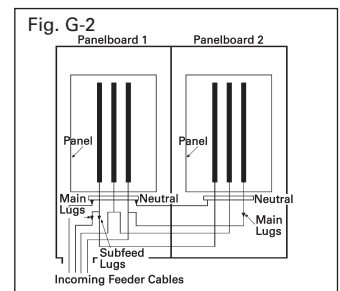 Fig. G-2
Panelboard 1
Panelboard 2
Panel
Panel
Main
Lugs
Neutral
Neutral
Main
Lugs
Subfeed
Lugs
Incoming Feeder Cables